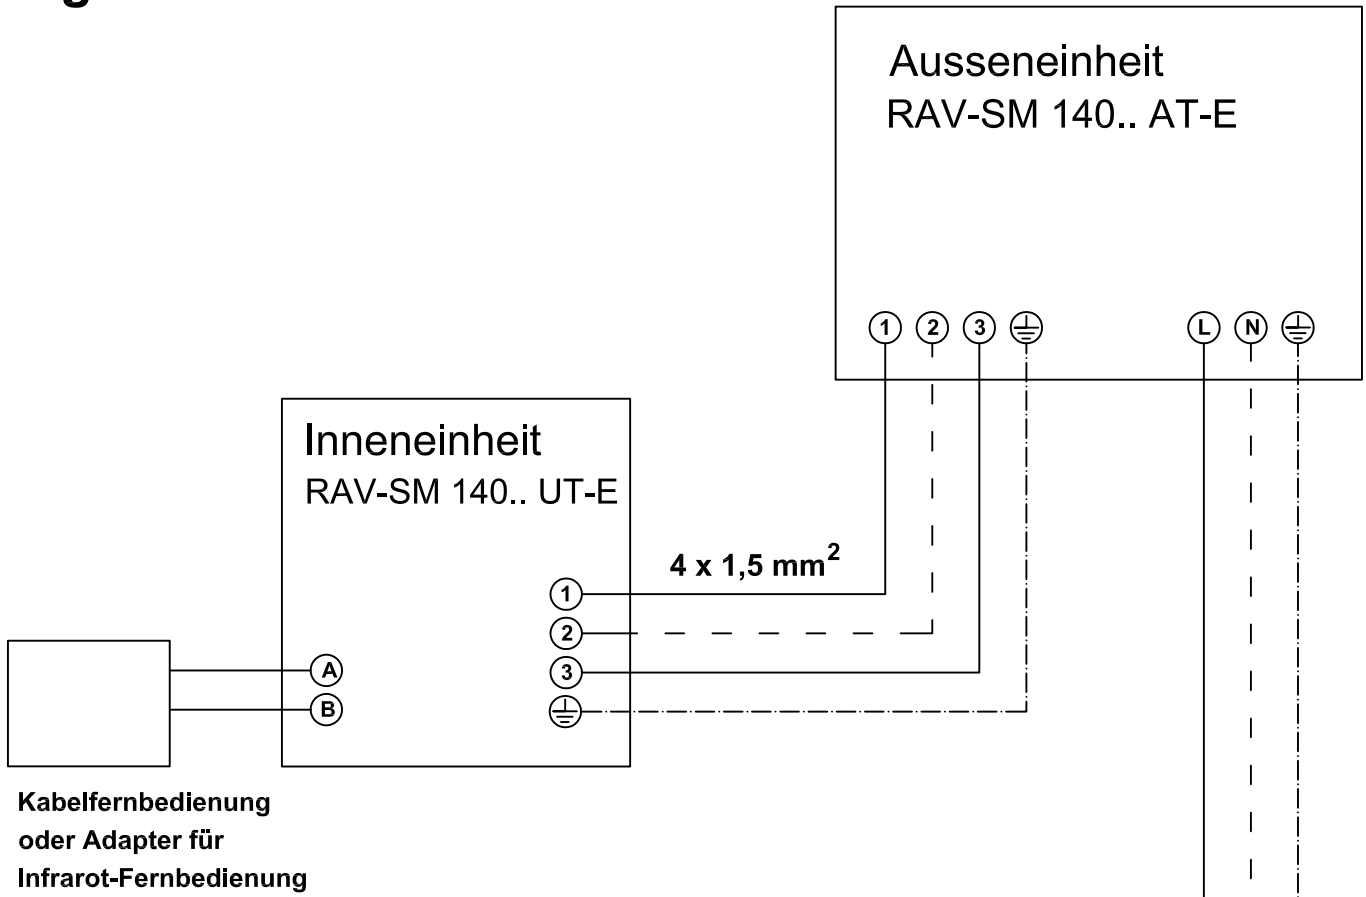 Ausseneinheit
RAV-SM 140.. AT-E
1 2 3 L N
Inneneinheit
RAV-SM 140.. UT-E
4 x 1,5 mm²
1
2
3
A
B
Kabelfernbedienung
oder Adapter für
Infrarot-Fernbedienung